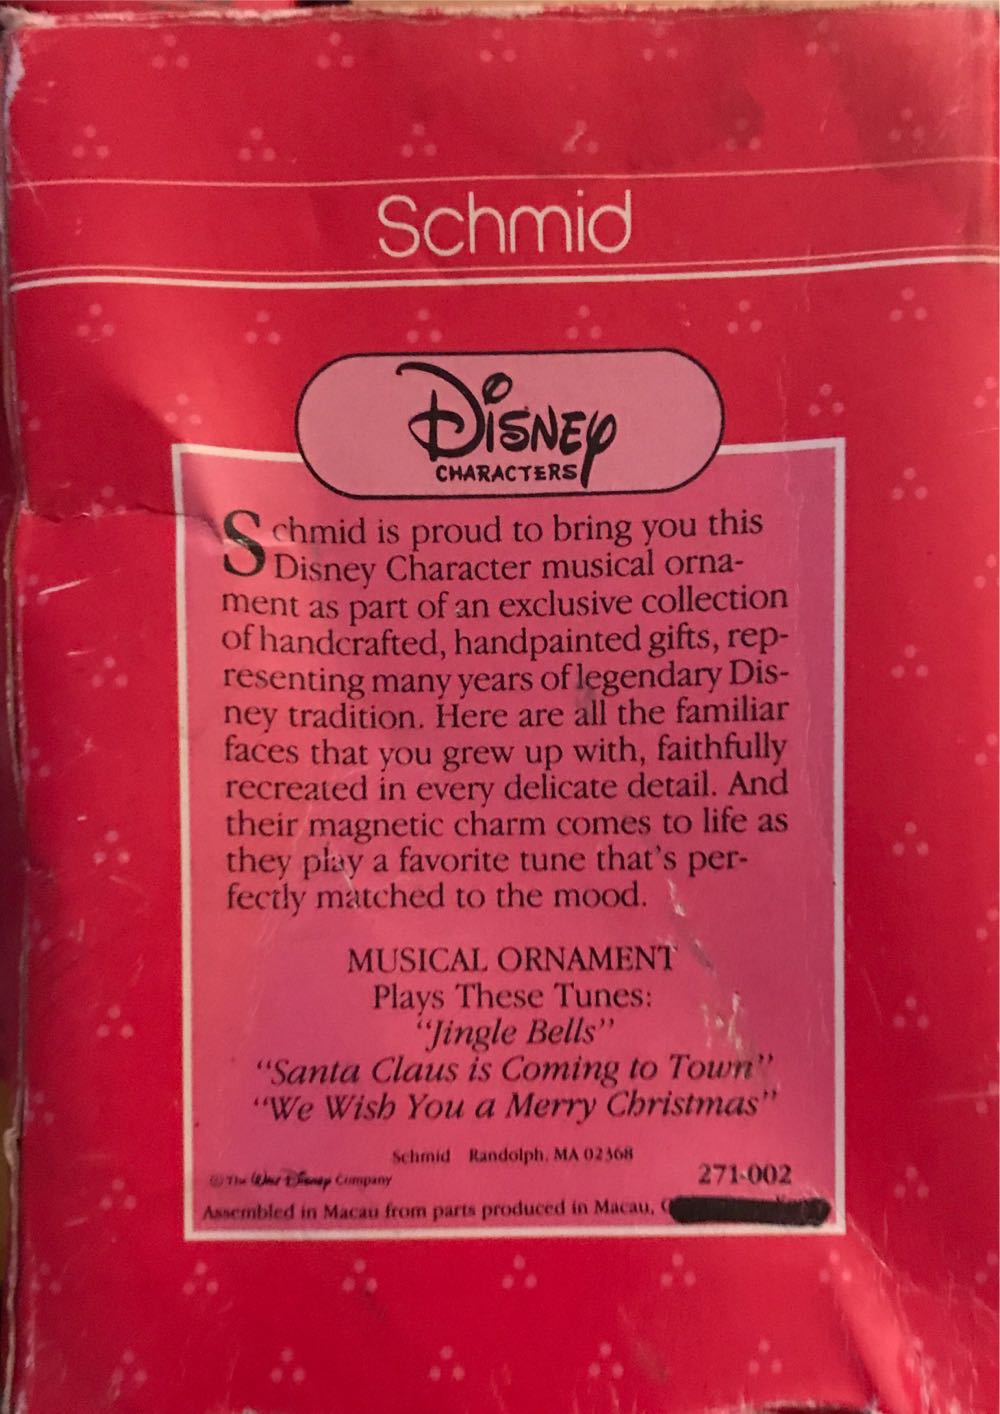 Schmid
Disney
CHARACTERS
Schmid is proud to bring you this
Disney Character musical orna-
ment as part of an exclusive collection
of handcrafted, handpainted gifts, rep-
resenting many years of legendary Dis-
ney tradition. Here are all the familiar
faces that you grew up with, faithfully
recreated in every delicate detail. And
their magnetic charm comes to life as
they play a favorite tune that's per-
fectly matched to the mood.
MUSICAL ORNAMENT
Plays These Tunes:
"Jingle Bells"
"Santa Claus is Coming to Town"
"We Wish You a Merry Christmas"
Schmid Randolph, MA 02368
© The Walt Disney Company
271-002
Assembled in Macau from parts produced in Macau,